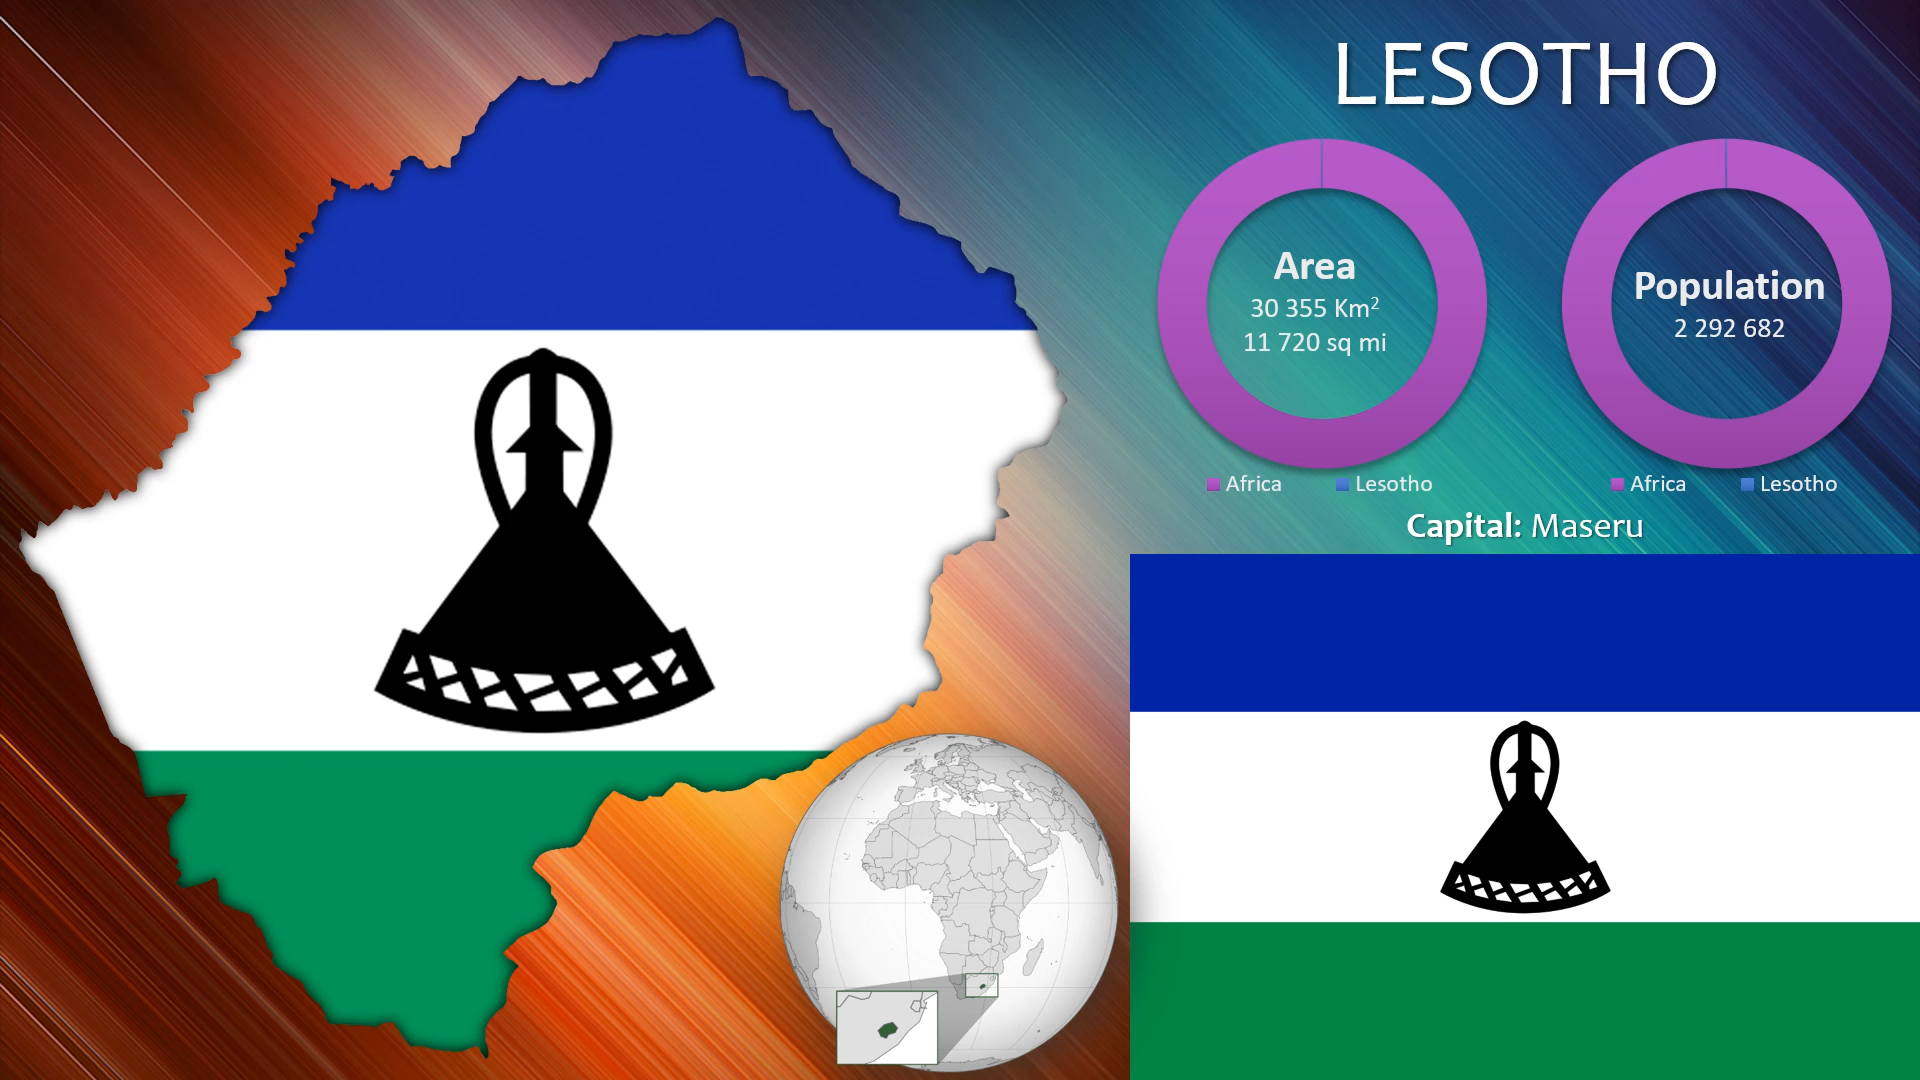 LESOTHO
Area
30 355 Km²
11 720 sq mi
Africa Lesotho
Population
2 292 682
Africa Lesotho
Capital: Maseru